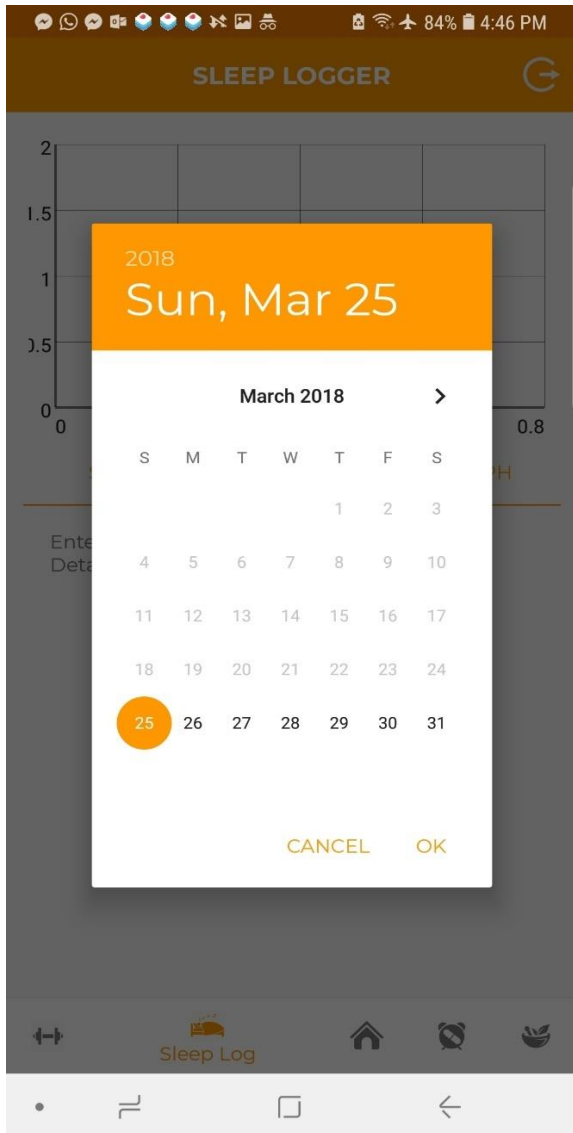 84% 4:46 PM
SLEEP LOGGER
2
1.5
1
0.5
0
0 0.8
2018
Sun, Mar 25
March 2018
S M T W T F S
1 2 3
4 5 6 7 8 9 10
11 12 13 14 15 16 17
18 19 20 21 22 23 24
25 26 27 28 29 30 31
CANCEL OK
PH
Ente
Deta
Sleep Log